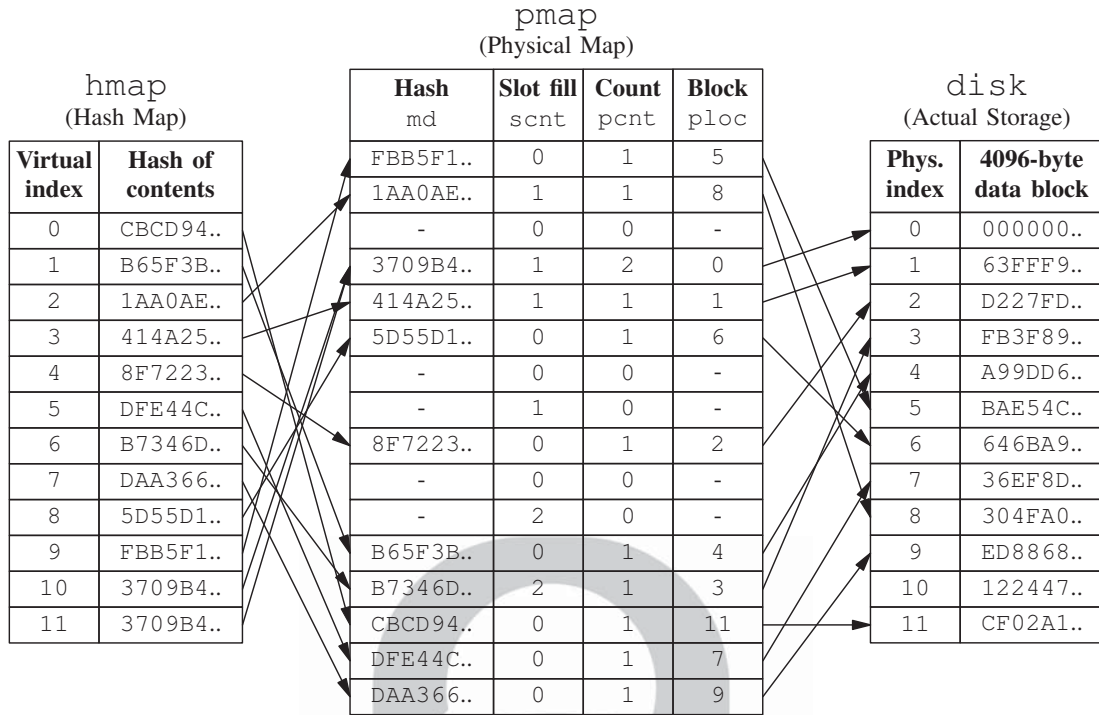 pmap
(Physical Map)
hmap
(Hash Map)
Virtual index | Hash of contents
0 | CBCD94..
1 | B65F3B..
2 | 1AA0AE..
3 | 414A25..
4 | 8F7223..
5 | DFE44C..
6 | B7346D..
7 | DAA366..
8 | 5D55D1..
9 | FBB5F1..
10 | 3709B4..
11 | 3709B4..
Hash | Slot fill | Count | Block
md | scnt | pcnt | ploc
FBB5F1.. | 0 | 1 | 5
1AA0AE.. | 1 | 1 | 8
- | 0 | 0 | -
3709B4.. | 1 | 2 | 0
414A25.. | 1 | 1 | 1
5D55D1.. | 0 | 1 | 6
- | 0 | 0 | -
- | 1 | 0 | -
8F7223.. | 0 | 1 | 2
- | 0 | 0 | -
- | 2 | 0 | -
B65F3B.. | 0 | 1 | 4
B7346D.. | 2 | 1 | 3
CBCD94.. | 0 | 1 | 11
DFE44C.. | 0 | 1 | 7
DAA366.. | 0 | 1 | 9
disk
(Actual Storage)
Phys. index | 4096-byte data block
0 | 000000..
1 | 63FFF9..
2 | D227FD..
3 | FB3F89..
4 | A99DD6..
5 | BAE54C..
6 | 646BA9..
7 | 36EF8D..
8 | 304FA0..
9 | ED8868..
10 | 122447..
11 | CF02A1..